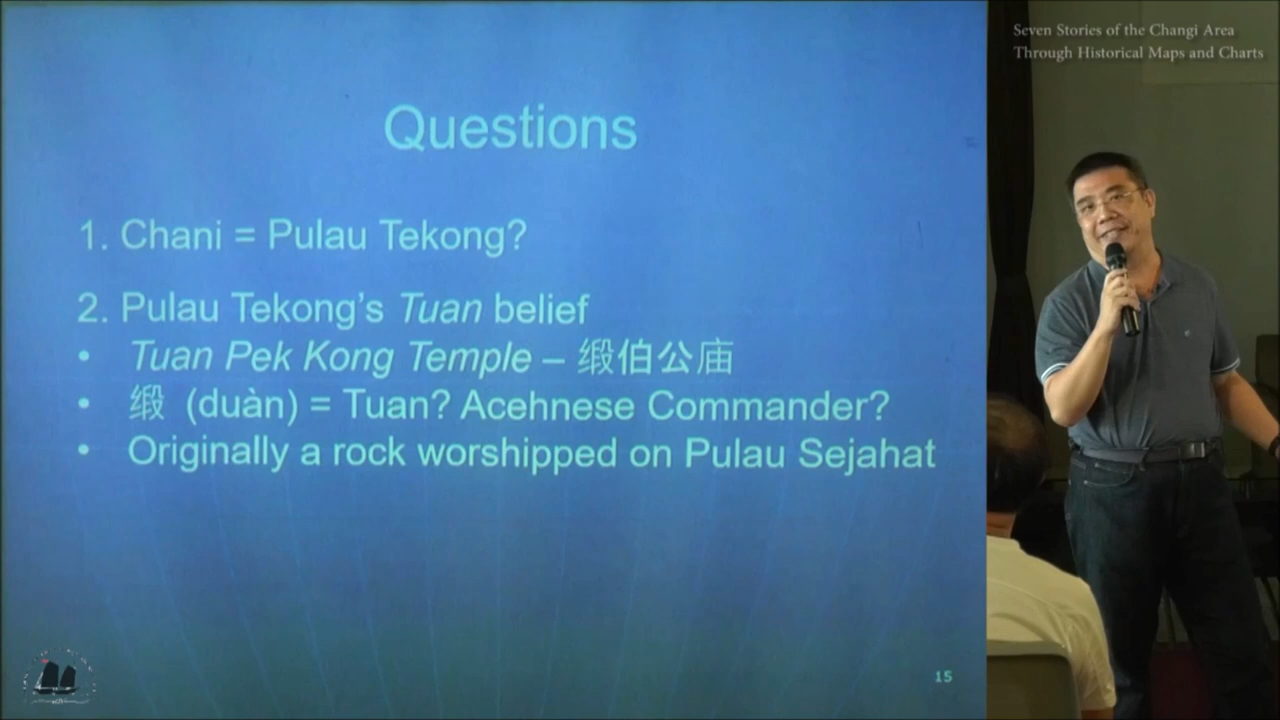 Seven Stories of the Changi Area
Through Historical Maps and Charts
Questions
1. Chani = Pulau Tekong?
2. Pulau Tekong's Tuan belief
• Tuan Pek Kong Temple – 缎伯公庙
• 缎 (duàn) = Tuan? Acehnese Commander?
• Originally a rock worshipped on Pulau Sejahat
15